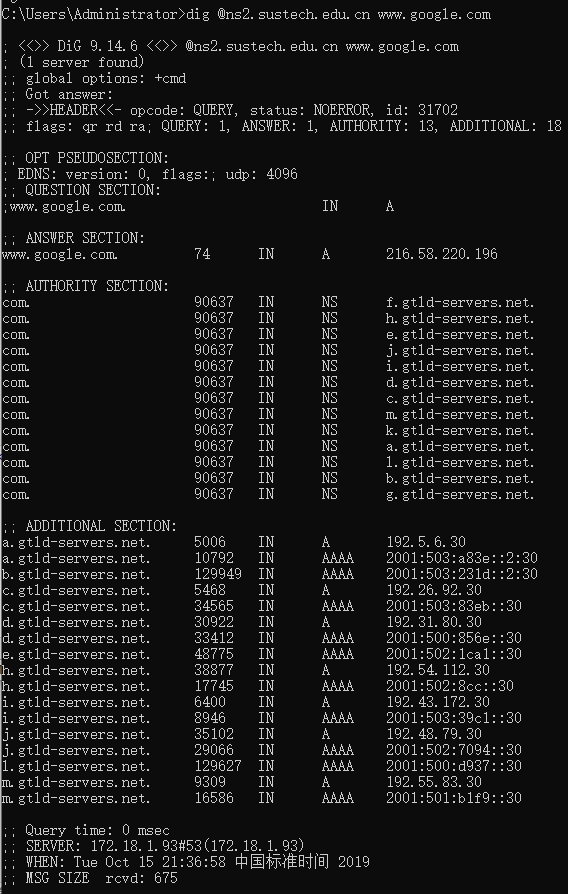 C:\Users\Administrator>dig @ns2.sustech.edu.cn www.google.com
; <<>> DiG 9.14.6 <<>> @ns2.sustech.edu.cn www.google.com
; (1 server found)
;; global options: +cmd
;; Got answer:
;; ->>HEADER<<- opcode: QUERY, status: NOERROR, id: 31702
;; flags: qr rd ra; QUERY: 1, ANSWER: 1, AUTHORITY: 13, ADDITIONAL: 18
;; OPT PSEUDOSECTION:
; EDNS: version: 0, flags:; udp: 4096
;; QUESTION SECTION:
;www.google.com. IN A
;; ANSWER SECTION:
www.google.com. 74 IN A 216.58.220.196
;; AUTHORITY SECTION:
com. 90637 IN NS f.gtld-servers.net.
com. 90637 IN NS h.gtld-servers.net.
com. 90637 IN NS e.gtld-servers.net.
com. 90637 IN NS j.gtld-servers.net.
com. 90637 IN NS i.gtld-servers.net.
com. 90637 IN NS d.gtld-servers.net.
com. 90637 IN NS c.gtld-servers.net.
com. 90637 IN NS m.gtld-servers.net.
com. 90637 IN NS k.gtld-servers.net.
com. 90637 IN NS a.gtld-servers.net.
com. 90637 IN NS l.gtld-servers.net.
com. 90637 IN NS b.gtld-servers.net.
com. 90637 IN NS g.gtld-servers.net.
;; ADDITIONAL SECTION:
a.gtld-servers.net. 5006 IN A 192.5.6.30
a.gtld-servers.net. 10792 IN AAAA 2001:503:a83e::2:30
b.gtld-servers.net. 129949 IN AAAA 2001:503:231d::2:30
c.gtld-servers.net. 5468 IN A 192.26.92.30
c.gtld-servers.net. 34565 IN AAAA 2001:503:83eb::30
d.gtld-servers.net. 30922 IN A 192.31.80.30
d.gtld-servers.net. 33412 IN AAAA 2001:500:856e::30
e.gtld-servers.net. 48775 IN AAAA 2001:502:1ca1::30
h.gtld-servers.net. 38877 IN A 192.54.112.30
h.gtld-servers.net. 17745 IN AAAA 2001:502:8cc::30
i.gtld-servers.net. 6400 IN A 192.43.172.30
i.gtld-servers.net. 8946 IN AAAA 2001:503:39c1::30
j.gtld-servers.net. 35102 IN A 192.48.79.30
j.gtld-servers.net. 29066 IN AAAA 2001:502:7094::30
l.gtld-servers.net. 129627 IN AAAA 2001:500:d937::30
m.gtld-servers.net. 9309 IN A 192.55.83.30
m.gtld-servers.net. 16586 IN AAAA 2001:501:b1f9::30
;; Query time: 0 msec
;; SERVER: 172.18.1.93#53(172.18.1.93)
;; WHEN: Tue Oct 15 21:36:58 中国标准时间 2019
;; MSG SIZE rcvd: 675